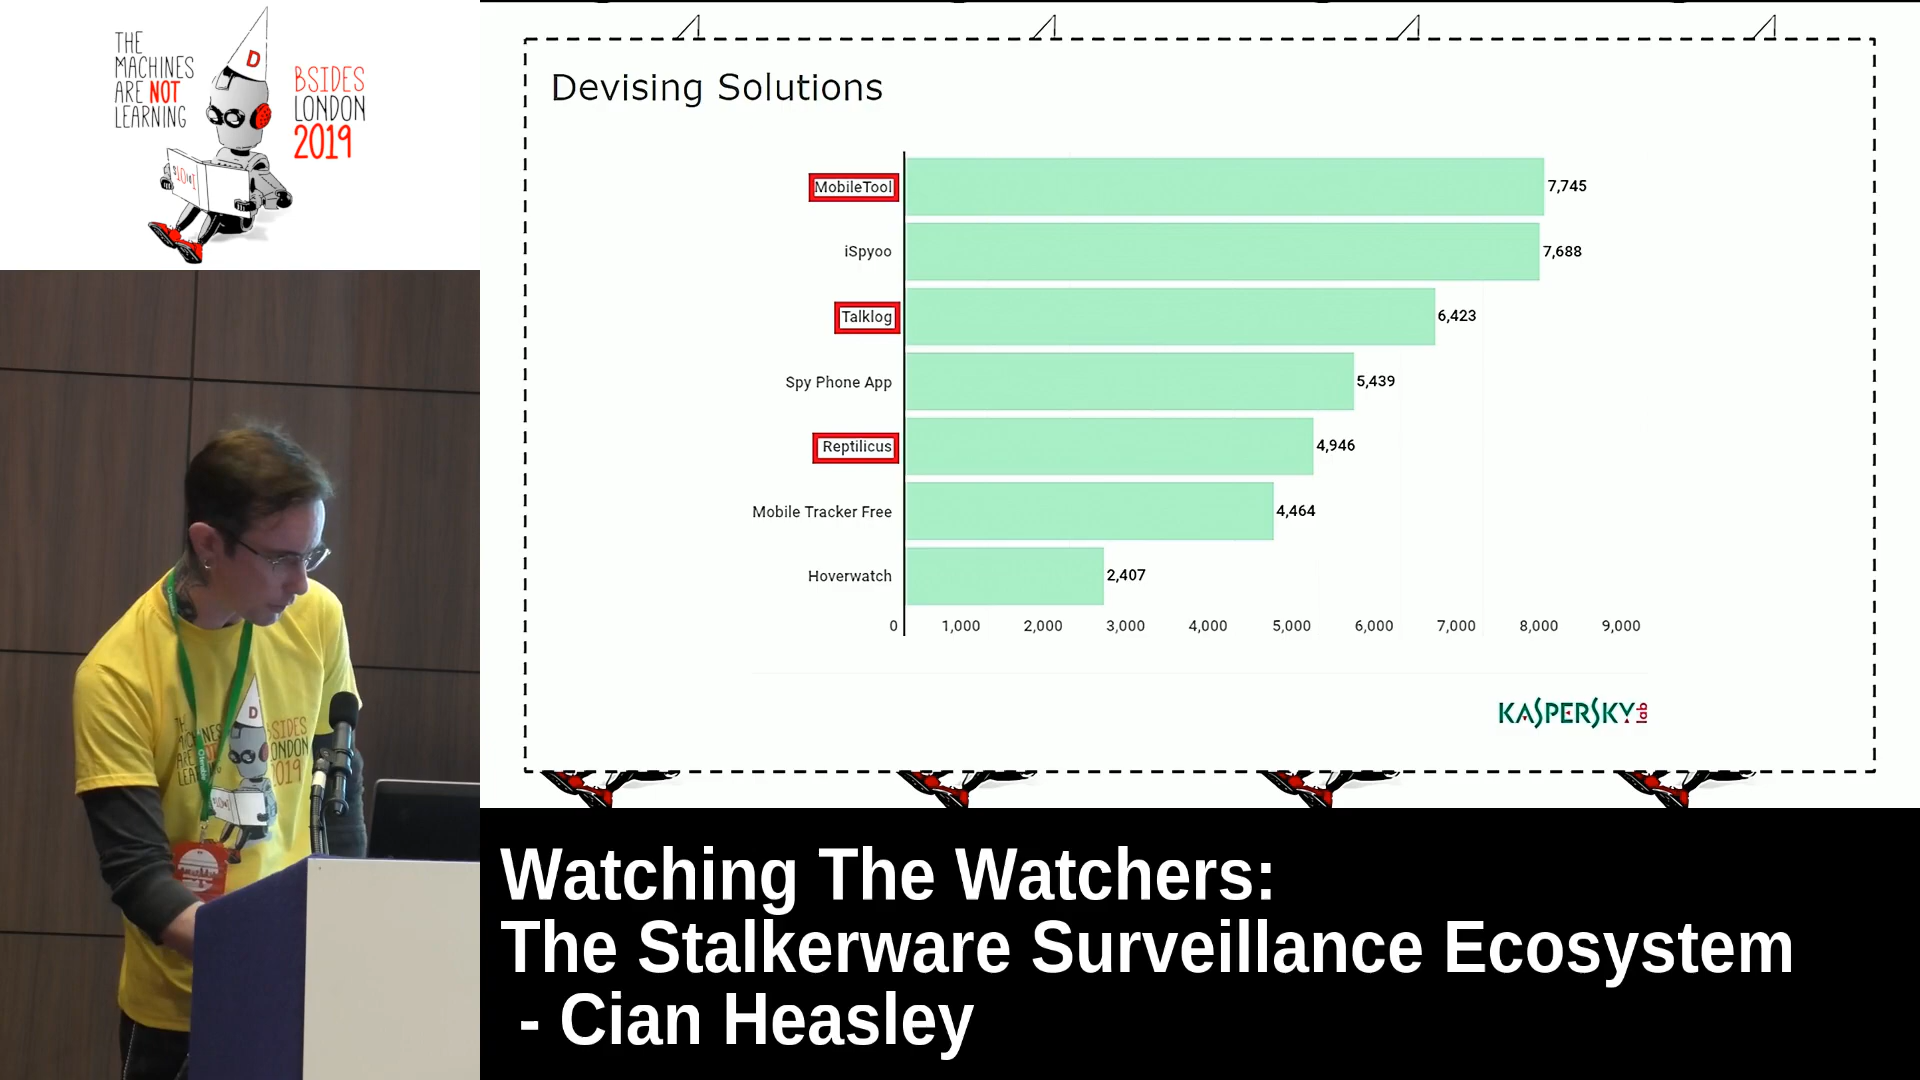 THE
MACHINES
ARE NOT
LEARNING
BSIDES
LONDON
2019
D
Devising Solutions
MobileTool
7,745
iSpyoo
7,688
Talklog
6,423
Spy Phone App
5,439
Reptilicus
4,946
Mobile Tracker Free
4,464
Hoverwatch
2,407
0 1,000 2,000 3,000 4,000 5,000 6,000 7,000 8,000 9,000
KASPERSKY lab
D
BSIDES
LONDON
2019
Watching The Watchers:
The Stalkerware Surveillance Ecosystem
- Cian Heasley